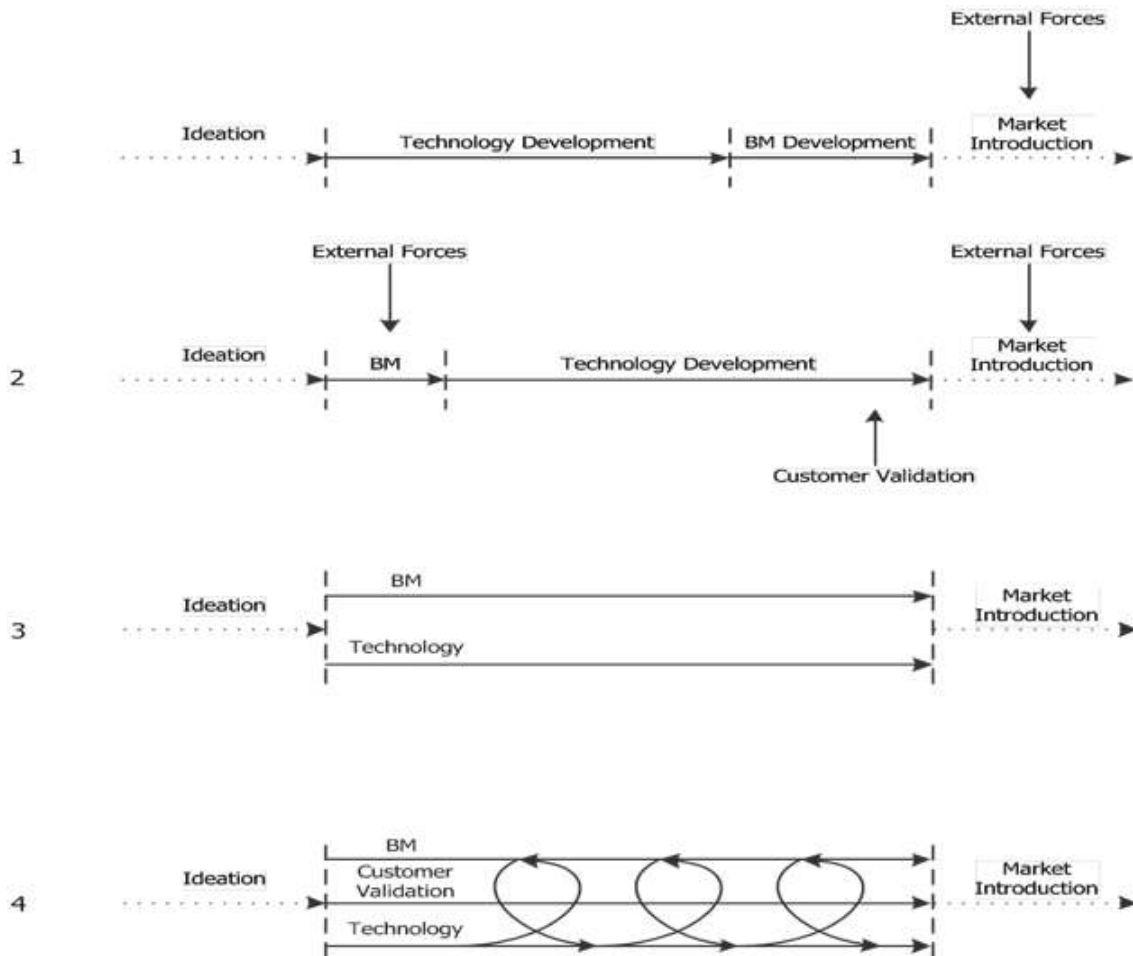 External Forces
1
Ideation
Technology Development
BM Development
Market
Introduction
External Forces
External Forces
2
Ideation
BM
Technology Development
Market
Introduction
Customer Validation
3
Ideation
BM
Technology
Market
Introduction
4
Ideation
BM
Customer
Validation
Technology
Market
Introduction